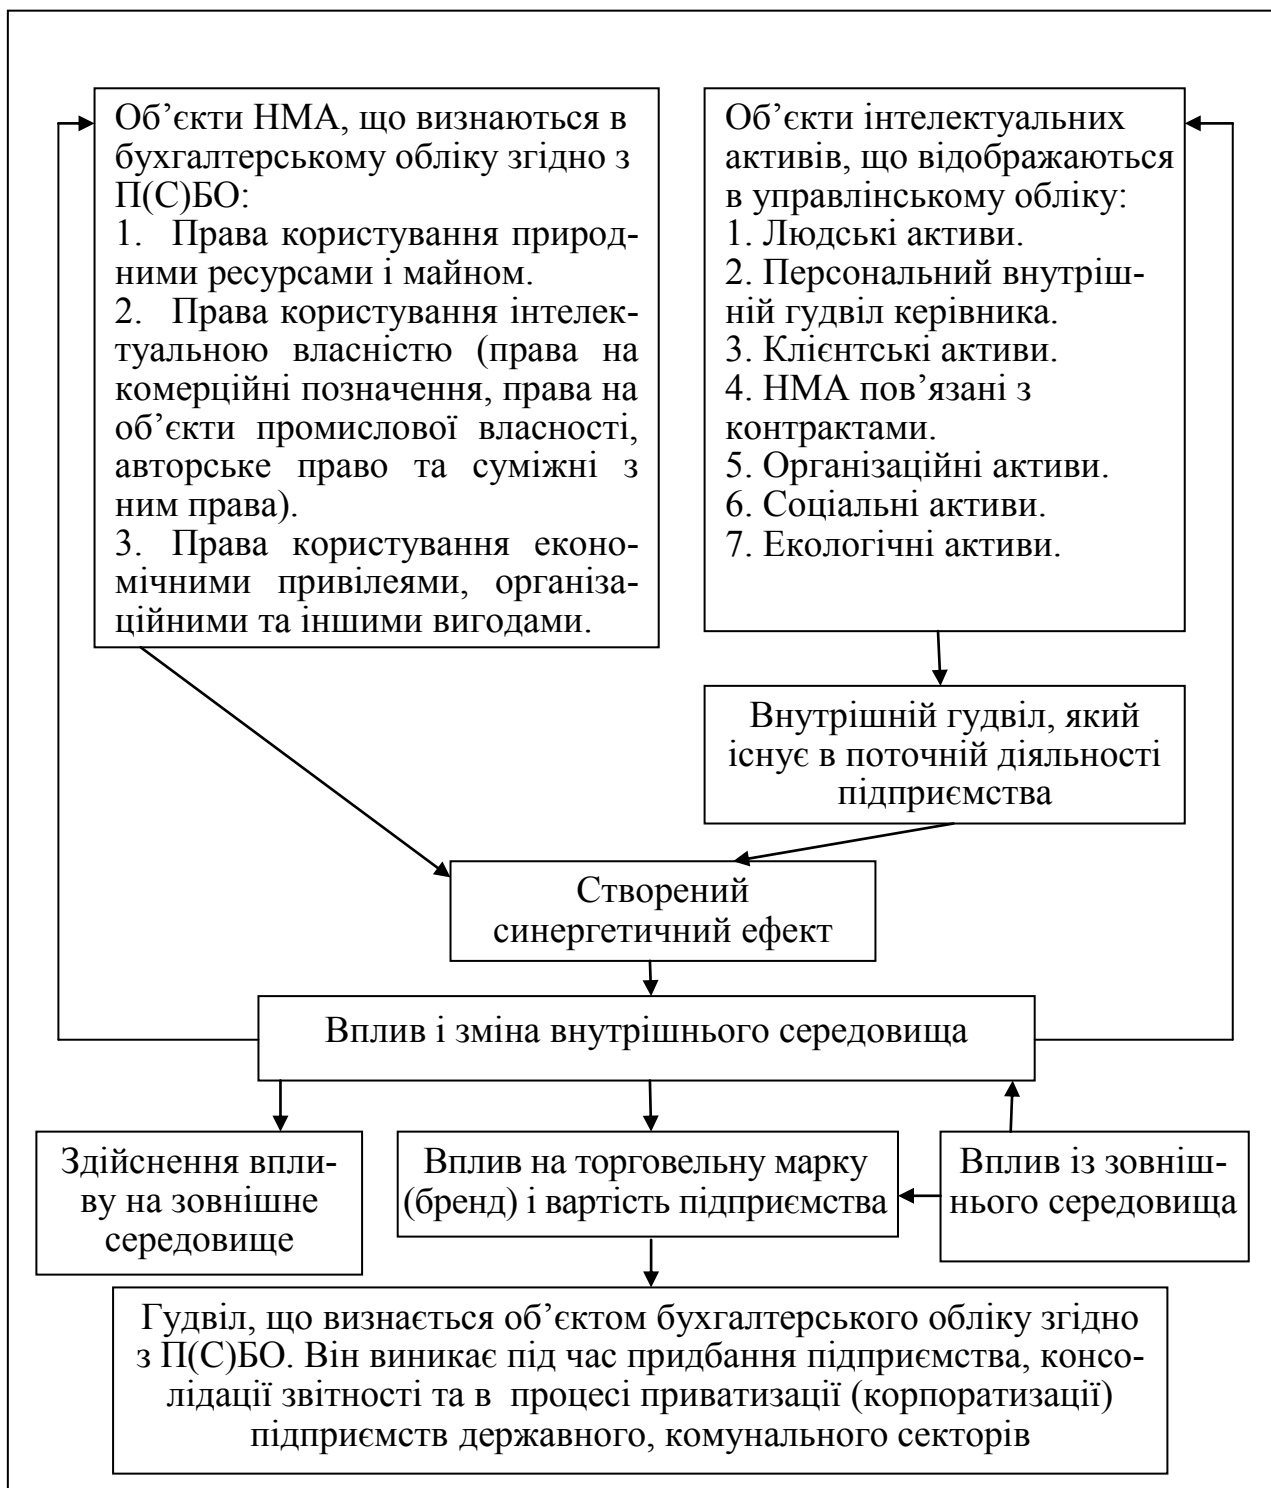 Об’єкти НМА, що визнаються в
бухгалтерському обліку згідно з
П(С)БО:
1. Права користування природ-
ними ресурсами і майном.
2. Права користування інтелек-
туальною власністю (права на
комерційні позначення, права на
об’єкти промислової власності,
авторське право та суміжні з
ним права).
3. Права користування еконо-
мічними привілеями, організа-
ційними та іншими вигодами.
Об’єкти інтелектуальних
активів, що відображаються
в управлінському обліку:
1. Людські активи.
2. Персональний внутріш-
ній гудвіл керівника.
3. Клієнтські активи.
4. НМА пов’язані з
контрактами.
5. Організаційні активи.
6. Соціальні активи.
7. Екологічні активи.
Внутрішній гудвіл, який
існує в поточній діяльності
підприємства
Створений
синергетичний ефект
Вплив і зміна внутрішнього середовища
Здійснення впли-
ву на зовнішне
середовище
Вплив на торговельну марку
(бренд) і вартість підприємства
Вплив із зовніш-
нього середовища
Гудвіл, що визнається об’єктом бухгалтерського обліку згідно
з П(С)БО. Він виникає під час придбання підприємства, консо-
лідації звітності та в процесі приватизації (корпоратизації)
підприємств державного, комунального секторів